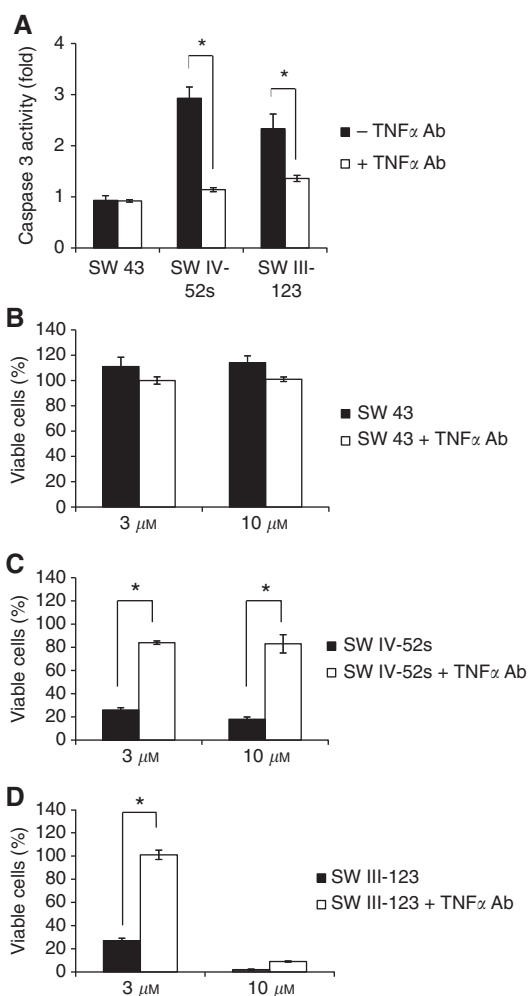 A
Caspase 3 activity (fold)
4
3
2
1
0
*
*
– TNFα Ab
+ TNFα Ab
SW 43
SW IV-
52s
SW III-
123
B
Viable cells (%)
140
120
100
80
60
40
20
0
SW 43
SW 43 + TNFα Ab
3 μM
10 μM
C
Viable cells (%)
140
120
100
80
60
40
20
0
*
*
SW IV-52s
SW IV-52s + TNFα Ab
3 μM
10 μM
D
Viable cells (%)
140
120
100
80
60
40
20
0
*
SW III-123
SW III-123 + TNFα Ab
3 μM
10 μM